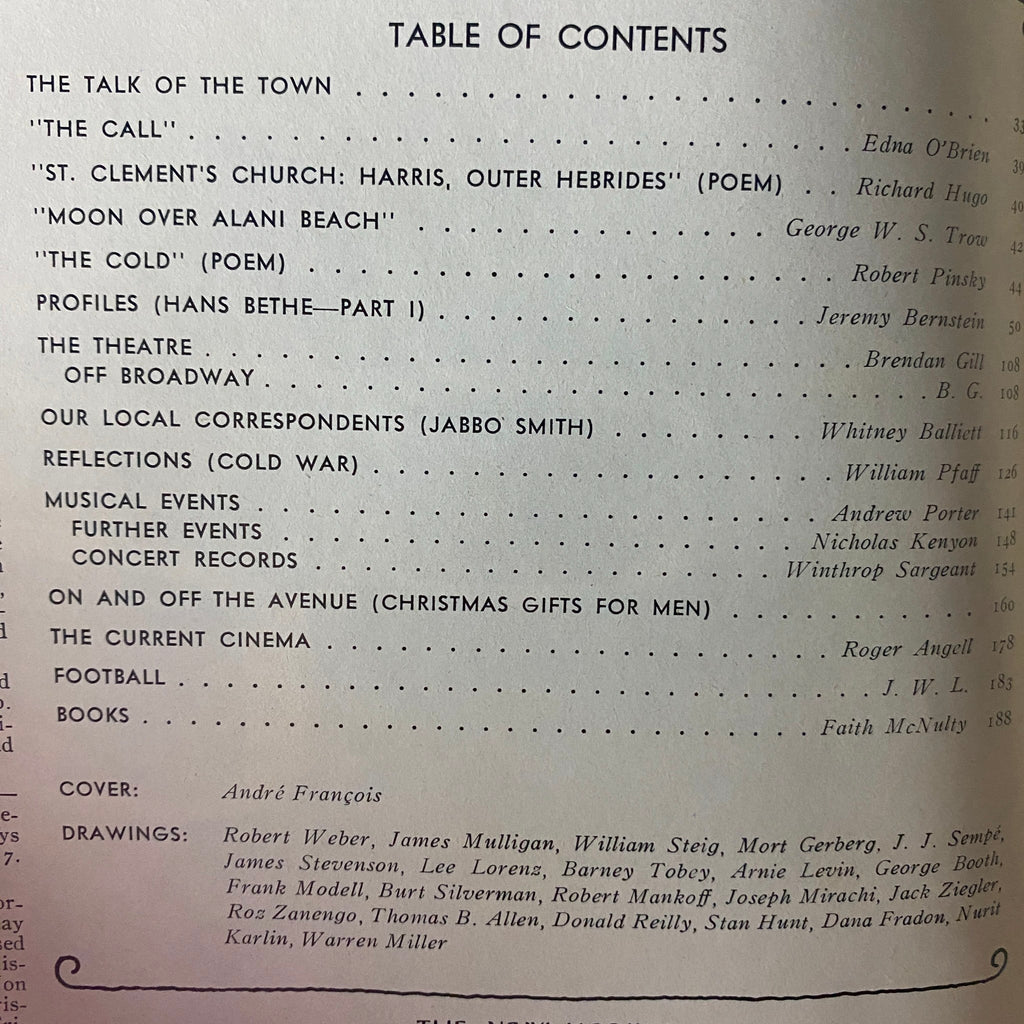 TABLE OF CONTENTS
THE TALK OF THE TOWN . . . . . . . . . . . . . . . . . . . . . . . . 33
"THE CALL" . . . . . . . . . . . . . . . . . . . . . . . . . Edna O'Brien 39
"ST. CLEMENT'S CHURCH: HARRIS, OUTER HEBRIDES" (POEM) . . Richard Hugo 40
"MOON OVER ALANI BEACH" . . . . . . . . . . . . . . George W. S. Trow 42
"THE COLD" (POEM) . . . . . . . . . . . . . . . . . . . . Robert Pinsky 44
PROFILES (HANS BETHE—PART I) . . . . . . . . . . . . . . Jeremy Bernstein 50
THE THEATRE . . . . . . . . . . . . . . . . . . . . . . . . Brendan Gill 108
OFF BROADWAY . . . . . . . . . . . . . . . . . . . . . . . . B. G. 108
OUR LOCAL CORRESPONDENTS (JABBO SMITH) . . . . . . . Whitney Balliett 116
REFLECTIONS (COLD WAR) . . . . . . . . . . . . . . . . . William Pfaff 126
MUSICAL EVENTS . . . . . . . . . . . . . . . . . . . . . Andrew Porter 141
FURTHER EVENTS . . . . . . . . . . . . . . . . . . . Nicholas Kenyon 148
CONCERT RECORDS . . . . . . . . . . . . . . . . . Winthrop Sargeant 154
ON AND OFF THE AVENUE (CHRISTMAS GIFTS FOR MEN) . . . . . . . . . . 160
THE CURRENT CINEMA . . . . . . . . . . . . . . . . . . . Roger Angell 178
FOOTBALL . . . . . . . . . . . . . . . . . . . . . . . . . . J. W. L. 183
BOOKS . . . . . . . . . . . . . . . . . . . . . . . . . Faith McNulty 188
COVER: André François
DRAWINGS: Robert Weber, James Mulligan, William Steig, Mort Gerberg, J. J. Sempé,
James Stevenson, Lee Lorenz, Barney Tobey, Arnie Levin, George Booth,
Frank Modell, Burt Silverman, Robert Mankoff, Joseph Mirachi, Jack Ziegler,
Roz Zanengo, Thomas B. Allen, Donald Reilly, Stan Hunt, Dana Fradon, Nurit
Karlin, Warren Miller